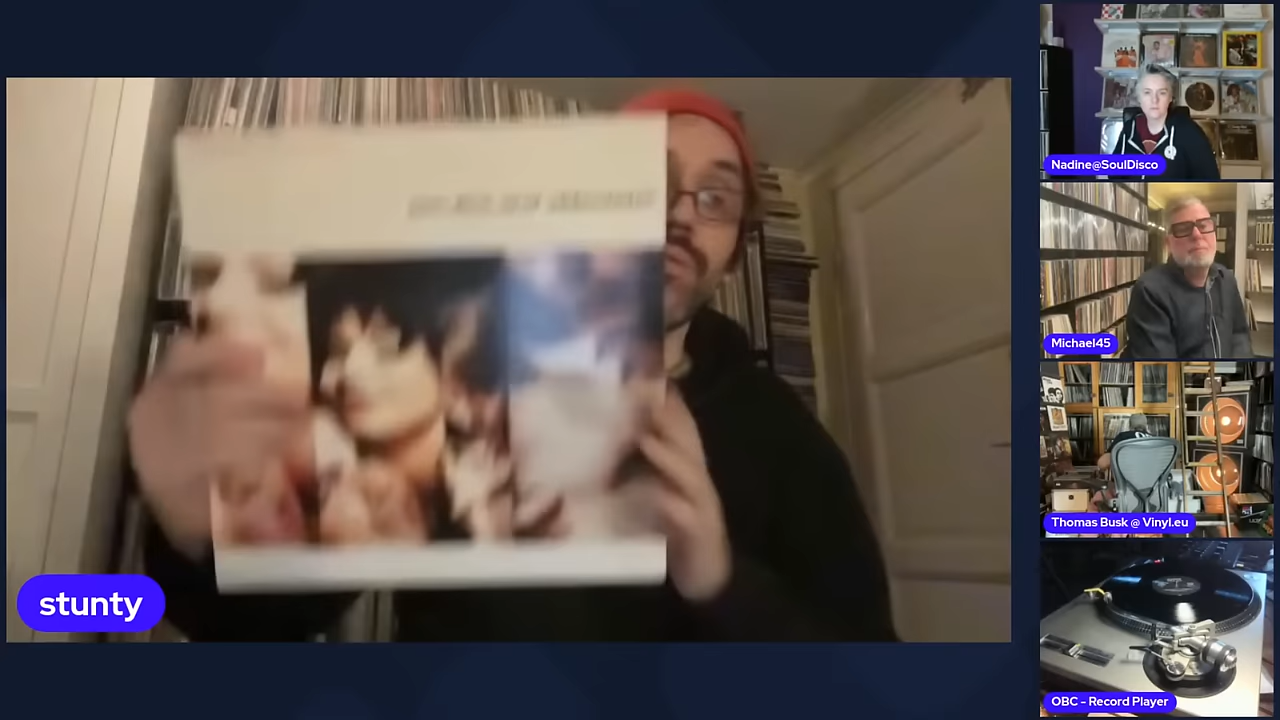 stunty
Nadine@SoulDisco
Michael45
Thomas Busk @ Vinyl.eu
OBC - Record Player